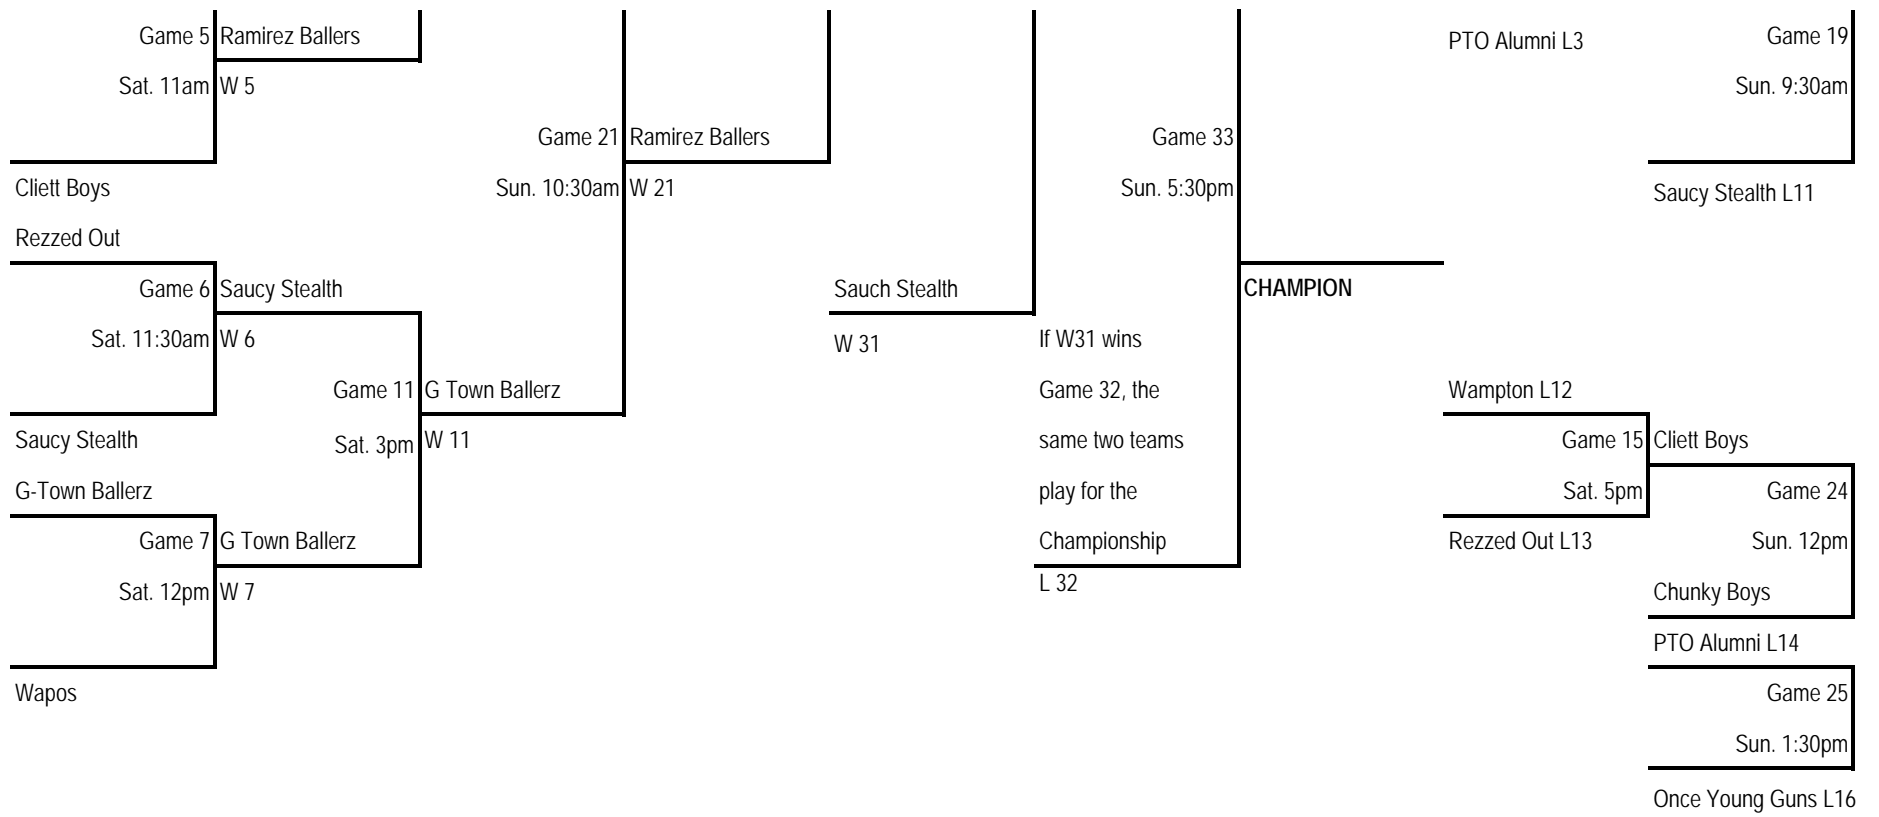 Game 5 Ramirez Ballers PTO Alumni L3 Game 19
Sat. 11am W 5 Sun. 9:30am
Game 21 Ramirez Ballers Game 33
Cliett Boys Sun. 10:30am W 21 Sun. 5:30pm Saucy Stealth L11
Rezzed Out
Game 6 Saucy Stealth Sauch Stealth CHAMPION
Sat. 11:30am W 6 W 31 If W31 wins
Game 11 G Town Ballerz Game 32, the Wampton L12
Saucy Stealth Sat. 3pm W 11 same two teams Game 15 Cliett Boys
G-Town Ballerz play for the Sat. 5pm Game 24
Game 7 G Town Ballerz Championship Rezzed Out L13 Sun. 12pm
Sat. 12pm W 7 L 32 Chunky Boys
PTO Alumni L14
Wapos Game 25
Sun. 1:30pm
Once Young Guns L16